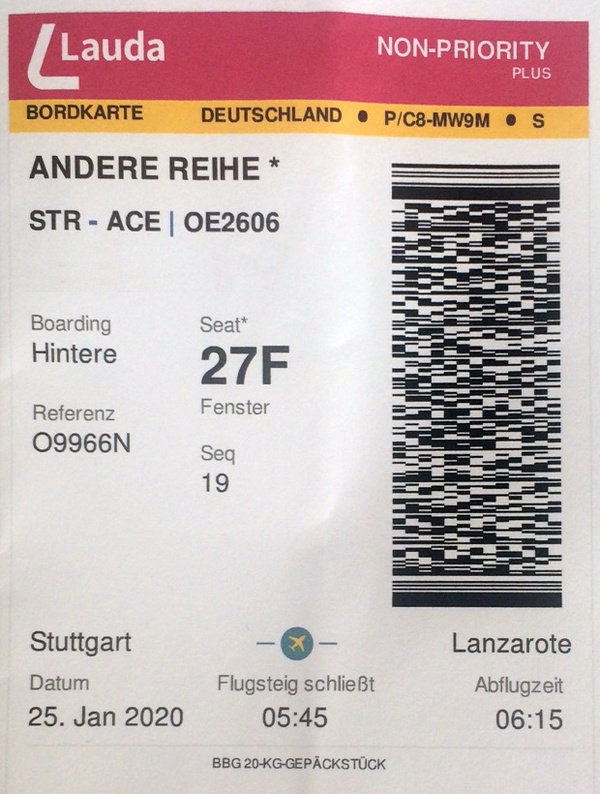 Lauda
NON-PRIORITY
PLUS
BORDKARTE DEUTSCHLAND ● P/C8-MW9M ● S
ANDERE REIHE *
STR - ACE | OE2606
Boarding
Hintere
Seat*
27F
Fenster
Referenz
O9966N
Seq
19
Stuttgart Lanzarote
Datum Flugsteig schließt Abflugzeit
25. Jan 2020 05:45 06:15
BBG 20-KG-GEPÄCKSTÜCK